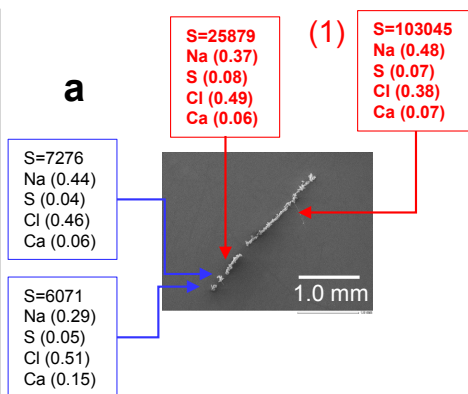 S=25879
Na (0.37)
S (0.08)
Cl (0.49)
Ca (0.06)
(1)
S=103045
Na (0.48)
S (0.07)
Cl (0.38)
Ca (0.07)
a
S=7276
Na (0.44)
S (0.04)
Cl (0.46)
Ca (0.06)
1.0 mm
S=6071
Na (0.29)
S (0.05)
Cl (0.51)
Ca (0.15)